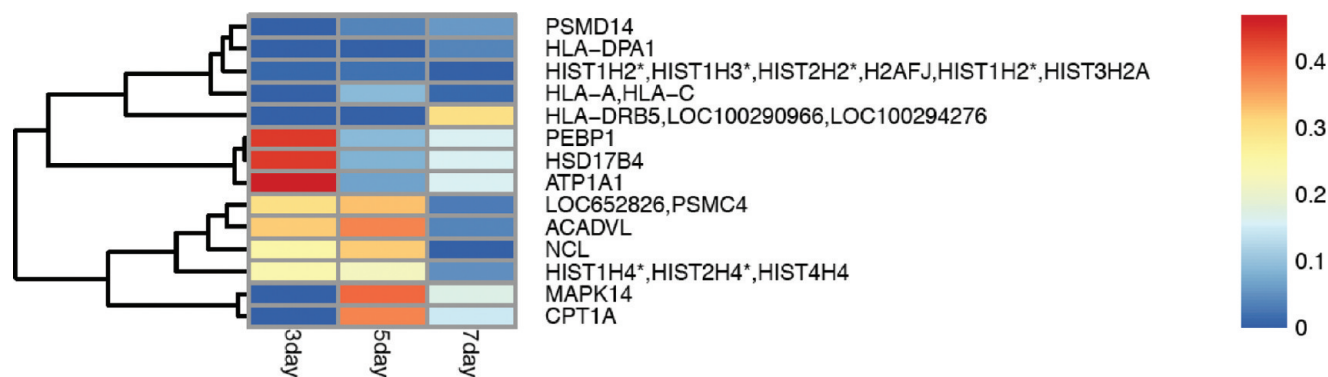 PSMD14
HLA-DPA1
HIST1H2*,HIST1H3*,HIST2H2*,H2AFJ,HIST1H2*,HIST3H2A
HLA-A,HLA-C
HLA-DRB5,LOC100290966,LOC100294276
PEBP1
HSD17B4
ATP1A1
LOC652826,PSMC4
ACADVL
NCL
HIST1H4*,HIST2H4*,HIST4H4
MAPK14
CPT1A
3day
5day
7day
0.4
0.3
0.2
0.1
0